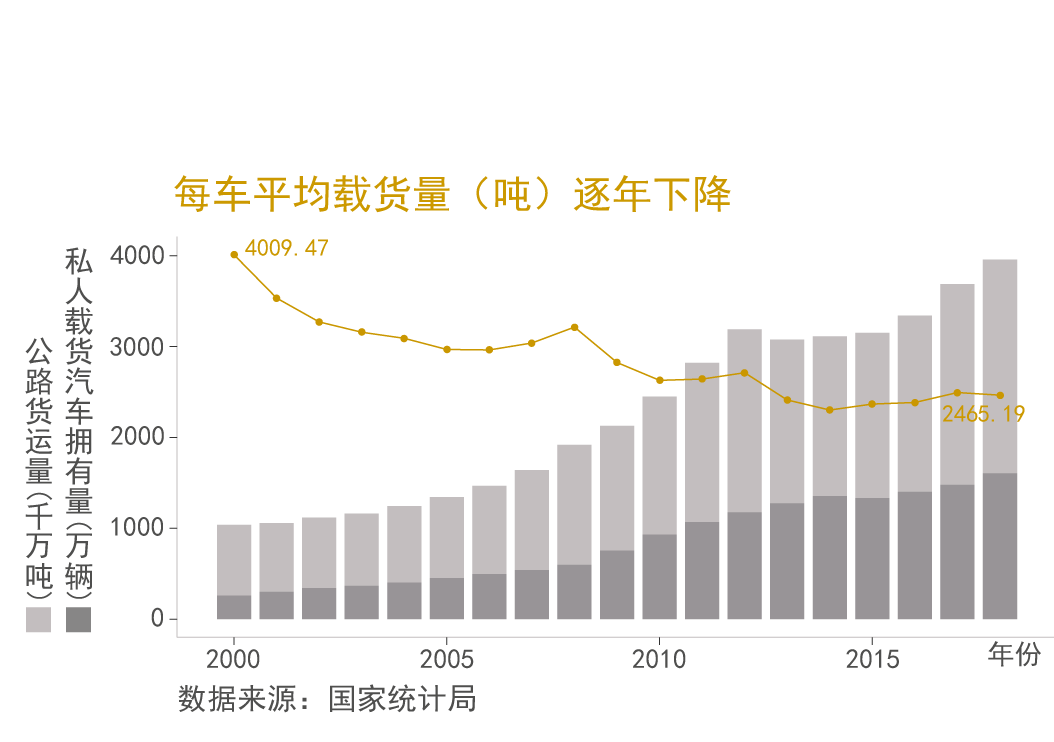 每车平均载货量（吨）逐年下降
公路货运量(千万吨)
私人载货汽车拥有量(万辆)
4000
3000
2000
1000
0
4009.47
2465.19
2000
2005
2010
2015
年份
数据来源：国家统计局